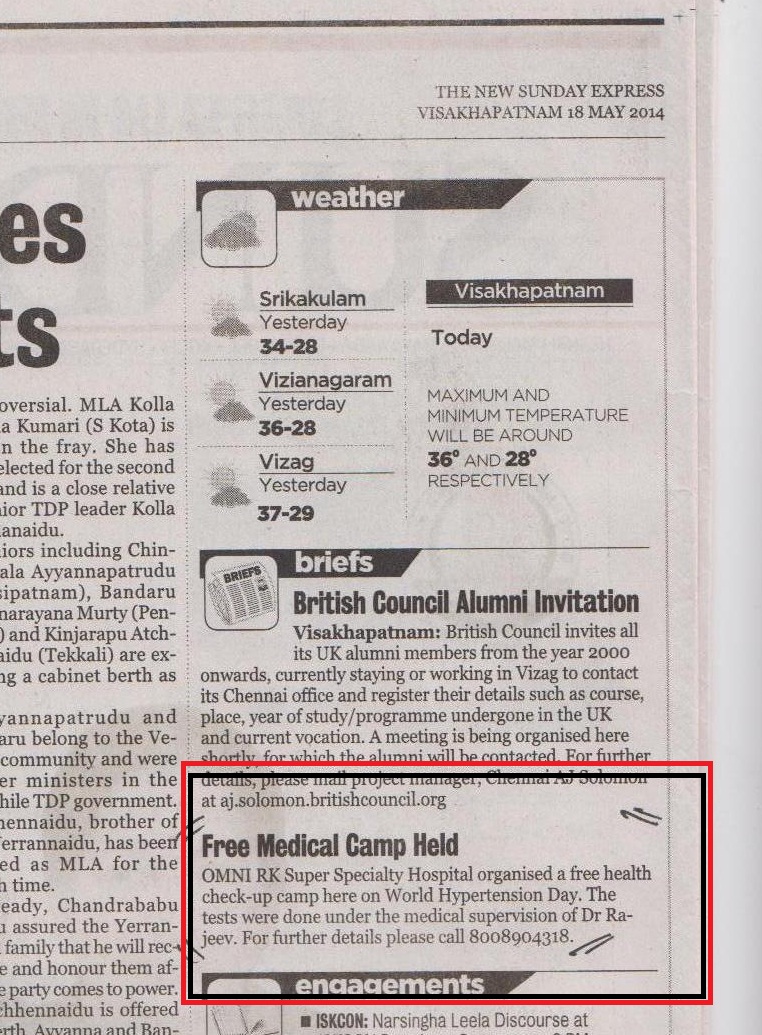 THE NEW SUNDAY EXPRESS
VISAKHAPATNAM 18 MAY 2014
es
ts
oversial. MLA Kolla
a Kumari (S Kota) is
n the fray. She has
elected for the second
and is a close relative
ior TDP leader Kolla
anaidu.
iors including Chin-
ala Ayyannapatrudu
sipatnam), Bandaru
narayana Murty (Pen-
) and Kinjarapu Atch-
aidu (Tekkali) are ex-
ng a cabinet berth as
yannapatrudu and
aru belong to the Ve-
community and were
er ministers in the
hile TDP government.
hennaidu, brother of
errannaidu, has been
ed as MLA for the
h time.
eady, Chandrababu
u assured the Yerran-
family that he will rec-
e and honour them af-
e party comes to power.
chhennaidu is offered
erth, Ayyanna and Ban-
weather
Srikakulam
Yesterday
34-28
Vizianagaram
Yesterday
36-28
Vizag
Yesterday
37-29
Visakhapatnam
Today
MAXIMUM AND
MINIMUM TEMPERATURE
WILL BE AROUND
36° AND 28°
RESPECTIVELY
BRIEFS
briefs
British Council Alumni Invitation
Visakhapatnam: British Council invites all
its UK alumni members from the year 2000
onwards, currently staying or working in Vizag to contact
its Chennai office and register their details such as course,
place, year of study/programme undergone in the UK
and current vocation. A meeting is being organised here
shortly, for which the alumni will be contacted. For further
details, please mail project manager, Chennai AJ Solomon
at aj.solomon.britishcouncil.org
Free Medical Camp Held
OMNI RK Super Specialty Hospital organised a free health
check-up camp here on World Hypertension Day. The
tests were done under the medical supervision of Dr Ra-
jeev. For further details please call 8008904318.
engagements
■ ISKCON: Narsingha Leela Discourse at